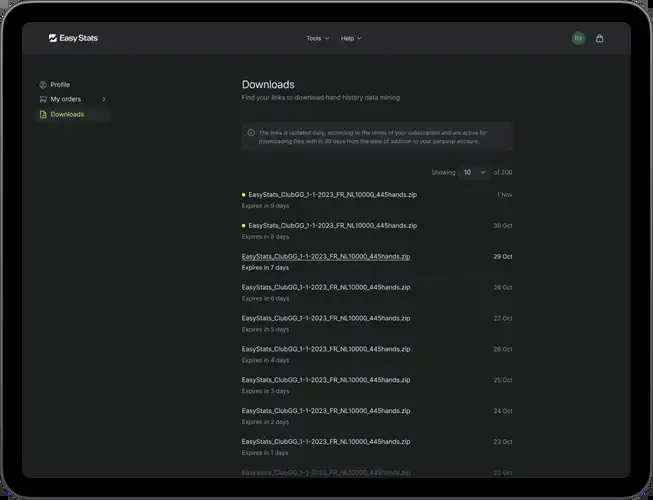 EasyStats
Tools
Help
DV
Profile
My orders
Downloads
Downloads
Find your links to download hand history data mining
The links is updated daily, according to the terms of your subscription and are active for
downloading files with in 30 days from the date of addition to your personal account.
Showing 10 of 200
EasyStats_ClubGG_1-1-2023_FR_NL10000_445hands.zip 1 Nov
Expires in 9 days
EasyStats_ClubGG_1-1-2023_FR_NL10000_445hands.zip 30 Oct
Expires in 8 days
EasyStats_ClubGG_1-1-2023_FR_NL10000_445hands.zip 29 Oct
Expires in 7 days
EasyStats_ClubGG_1-1-2023_FR_NL10000_445hands.zip 28 Oct
Expires in 6 days
EasyStats_ClubGG_1-1-2023_FR_NL10000_445hands.zip 27 Oct
Expires in 5 days
EasyStats_ClubGG_1-1-2023_FR_NL10000_445hands.zip 26 Oct
Expires in 4 days
EasyStats_ClubGG_1-1-2023_FR_NL10000_445hands.zip 25 Oct
Expires in 3 days
EasyStats_ClubGG_1-1-2023_FR_NL10000_445hands.zip 24 Oct
Expires in 2 days
EasyStats_ClubGG_1-1-2023_FR_NL10000_445hands.zip 23 Oct
Expires in 1 days
EasyStats_ClubGG_1-1-2023_FR_NL10000_445hands.zip 22 Oct